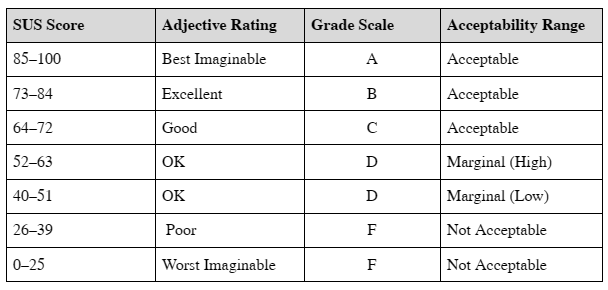 SUS Score Adjective Rating Grade Scale Acceptability Range
85–100 Best Imaginable A Acceptable
73–84 Excellent B Acceptable
64–72 Good C Acceptable
52–63 OK D Marginal (High)
40–51 OK D Marginal (Low)
26–39 Poor F Not Acceptable
0–25 Worst Imaginable F Not Acceptable